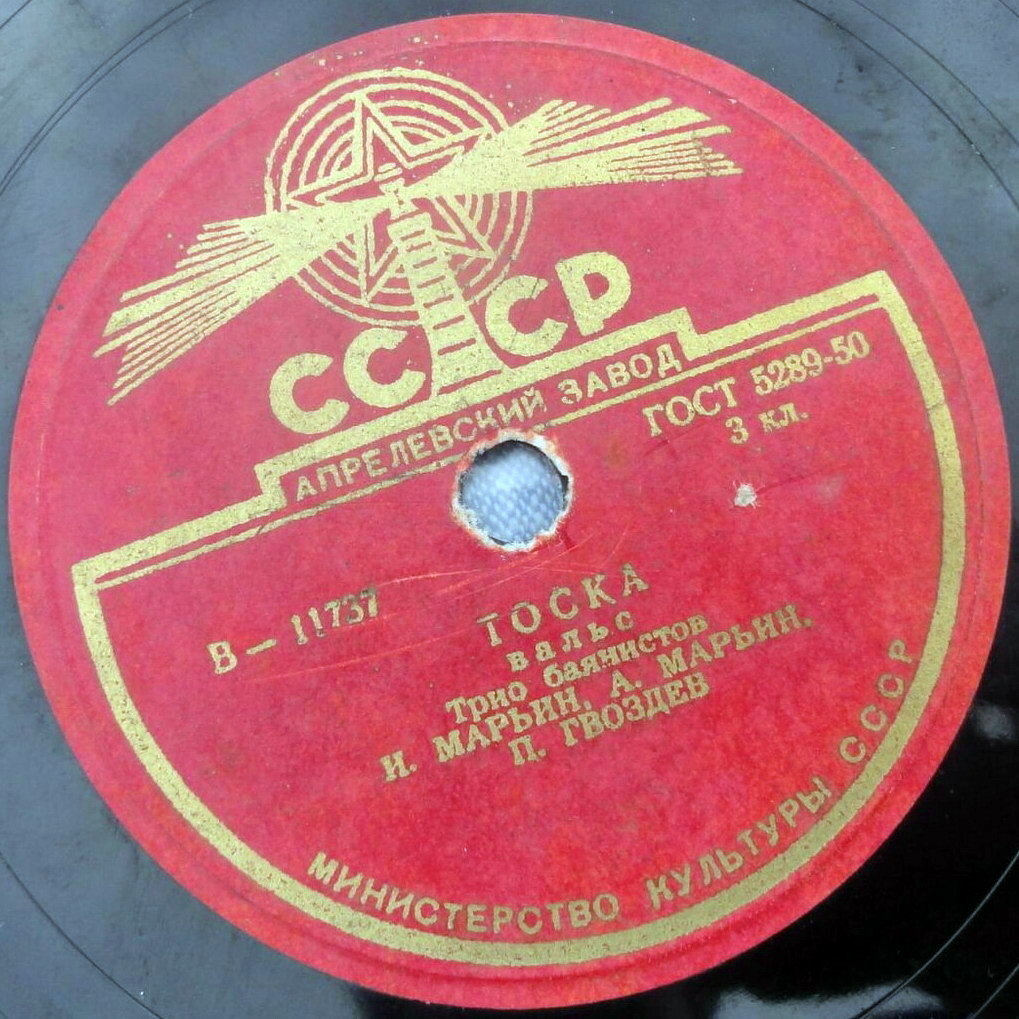 СССР
АПРЕЛЕВСКИЙ ЗАВОД
ГОСТ 5289-50
3 кл.
В—11737
ТОСКА
вальс
Трио баянистов
И. МАРЬИН, А. МАРЬИН,
П. ГВОЗДЕВ
МИНИСТЕРСТВО КУЛЬТУРЫ СССР